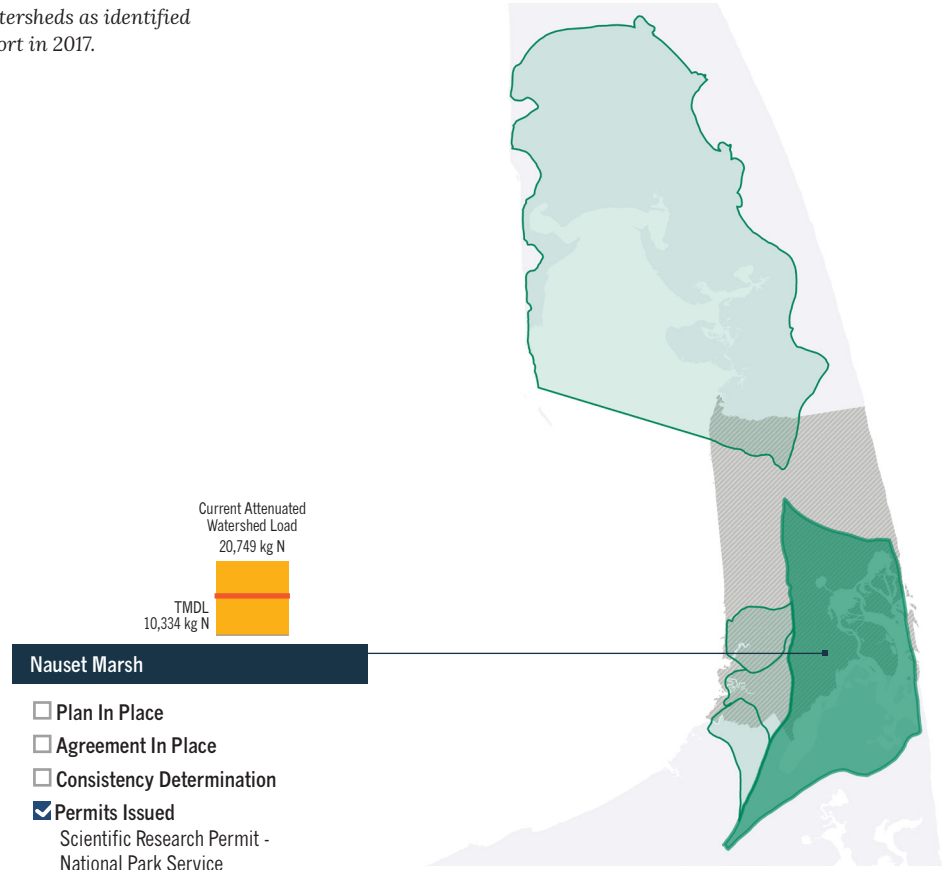 tersheds as identified
ort in 2017.
Current Attenuated
Watershed Load
20,749 kg N
TMDL
10,334 kg N
Nauset Marsh
Plan In Place
Agreement In Place
Consistency Determination
Permits Issued
Scientific Research Permit -
National Park Service